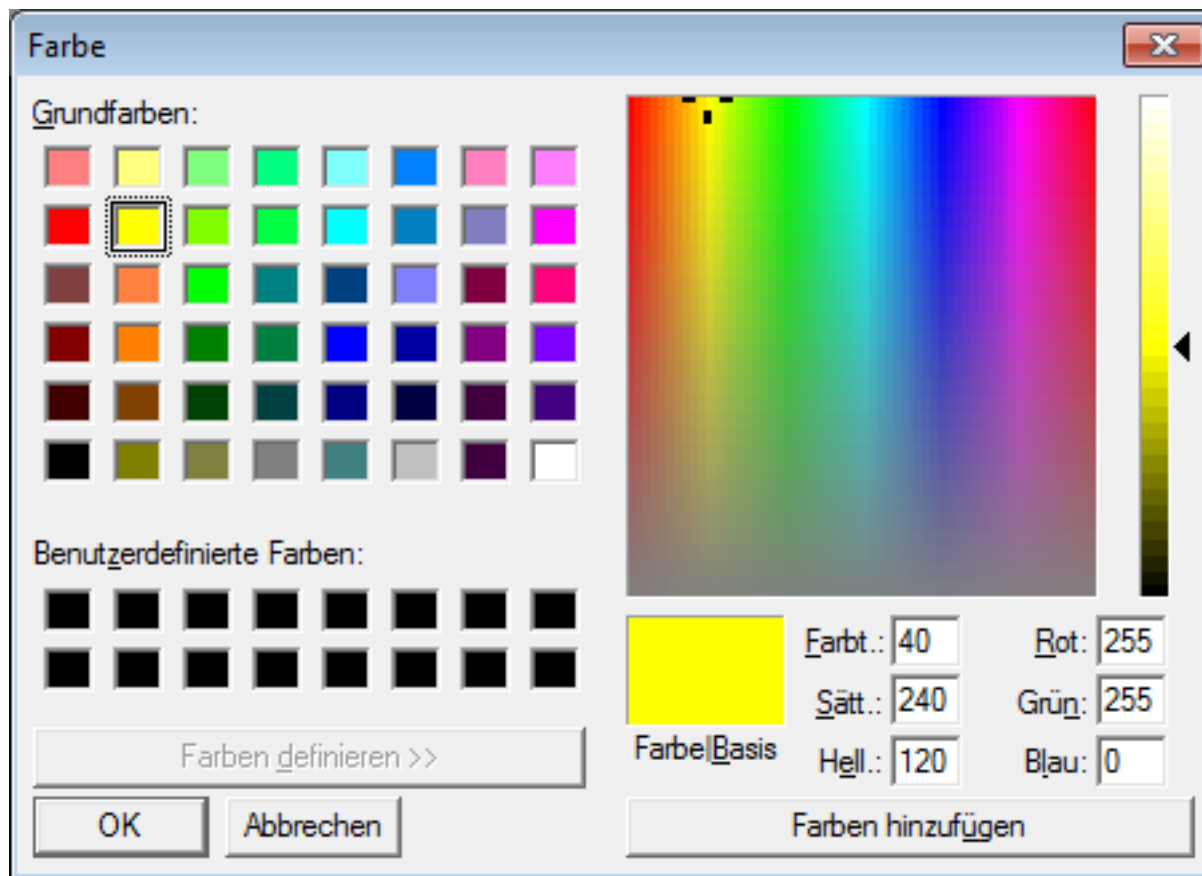 Farbe
Grundfarben:
Benutzerdefinierte Farben:
Farben definieren >>
OK Abbrechen
Farbe|Basis
Farbt.: 40 Rot: 255
Sätt.: 240 Grün: 255
Hell.: 120 Blau: 0
Farben hinzufügen